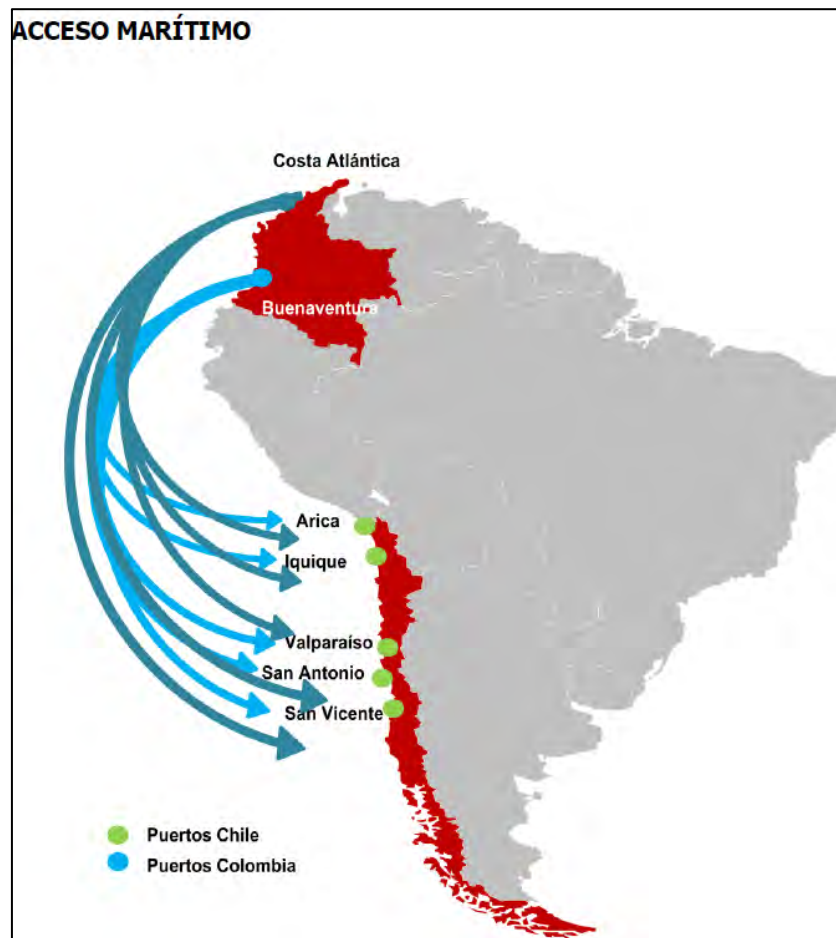 ACCESO MARÍTIMO
Costa Atlántica
Buenaventura
Arica
Iquique
Valparaíso
San Antonio
San Vicente
Puertos Chile
Puertos Colombia